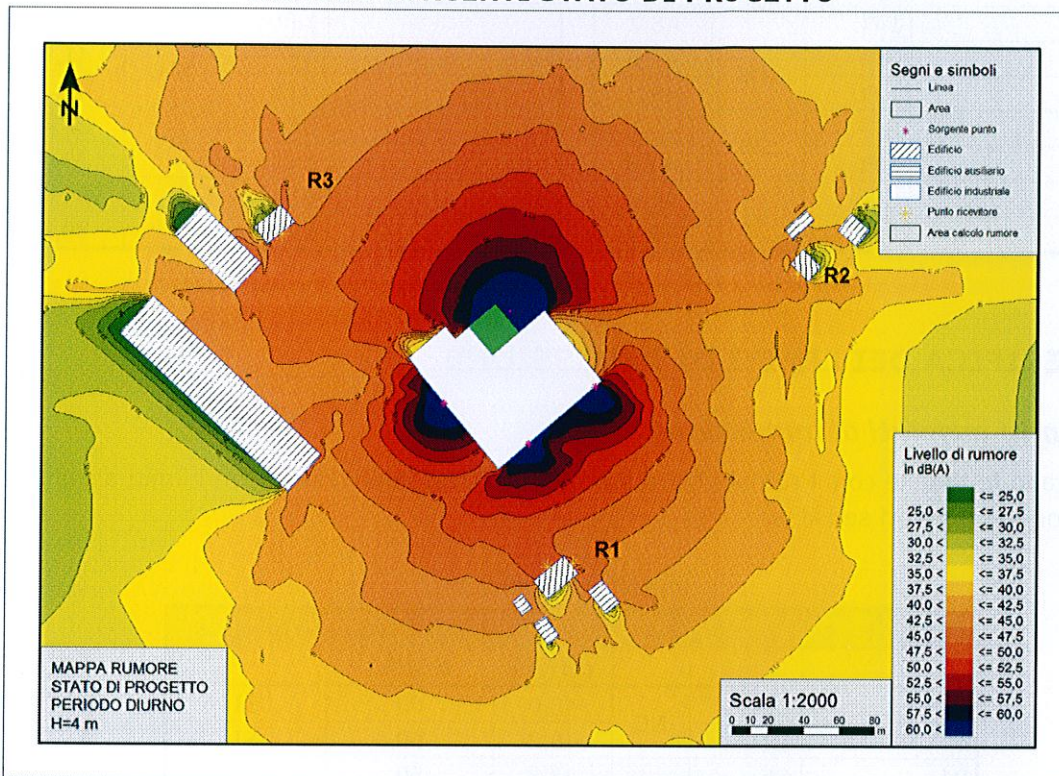 STATO DI PROGETTO
N
R3
R2
R1
Segni e simboli
Linea
Area
Sorgente punto
Edificio
Edificio ausiliario
Edificio industriale
Punto ricevitore
Area calcolo rumore
Livello di rumore
in dB(A)
<= 25,0
25,0 < <= 27,5
27,5 < <= 30,0
30,0 < <= 32,5
32,5 < <= 35,0
35,0 < <= 37,5
37,5 < <= 40,0
40,0 < <= 42,5
42,5 < <= 45,0
45,0 < <= 47,5
47,5 < <= 50,0
50,0 < <= 52,5
52,5 < <= 55,0
55,0 < <= 57,5
57,5 < <= 60,0
60,0 <
MAPPA RUMORE
STATO DI PROGETTO
PERIODO DIURNO
H=4 m
Scala 1:2000
0 10 20 40 60 80
m